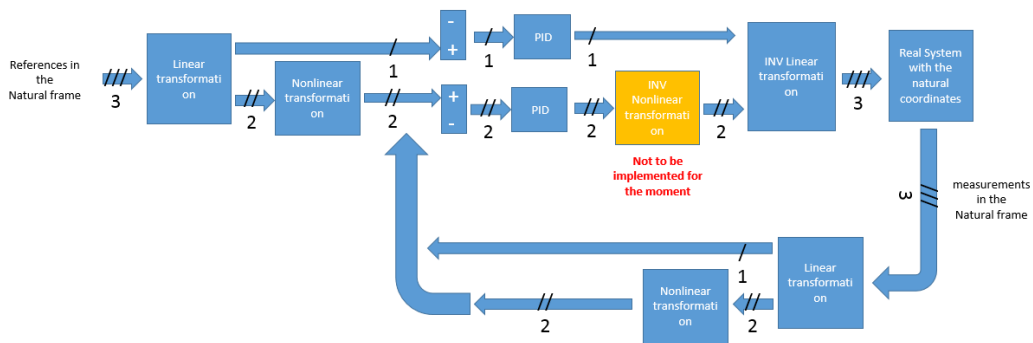 References in
the
Natural frame
3
Linear
transformati
on
1
2
Nonlinear
transformati
on
2
-
+
+
-
1
PID
1
2
PID
2
INV
Nonlinear
transformati
on
Not to be
implemented for
the moment
2
INV Linear
transformati
on
3
Real System
with the
natural
coordinates
3
measurements
in the
Natural frame
Linear
transformati
on
1
2
Nonlinear
transformati
on
2